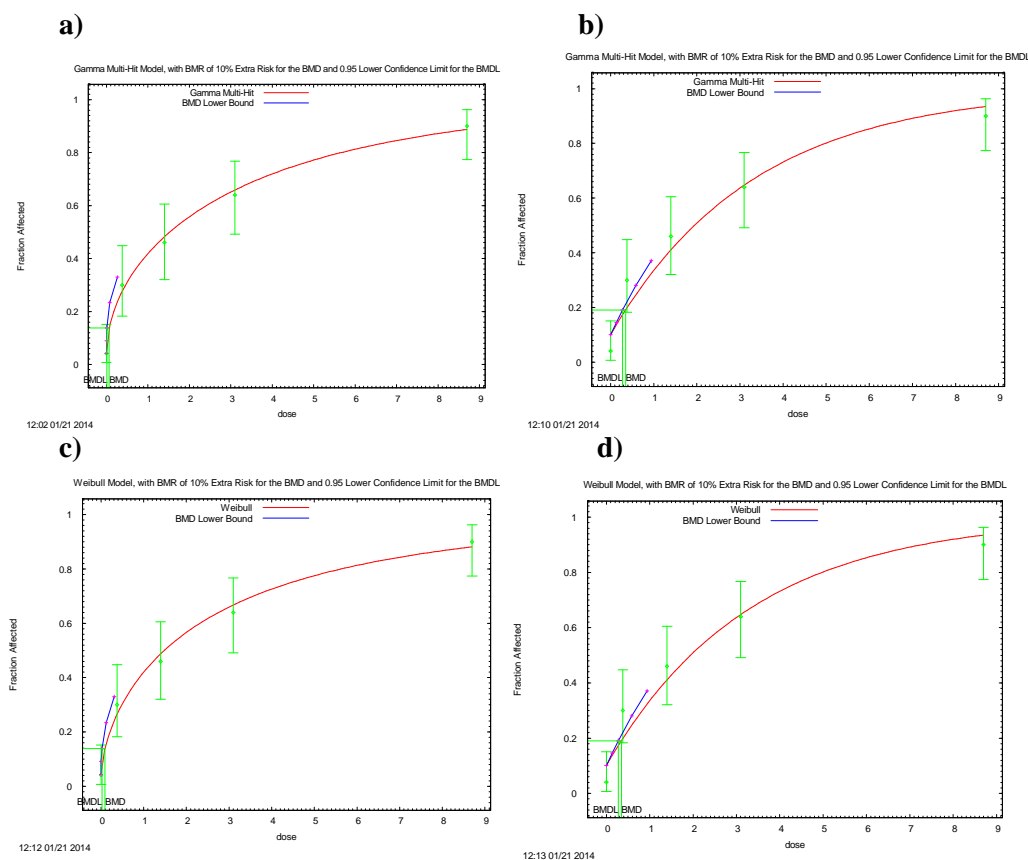 a)
Gamma Multi-Hit Model, with BMR of 10% Extra Risk for the BMD and 0.95 Lower Confidence Limit for the BMDL
Gamma Multi-Hit
BMD Lower Bound
1
0.8
0.6
0.4
0.2
0
Fraction Affected
BMDL BMD
0 1 2 3 4 5 6 7 8 9
dose
12:02 01/21 2014
b)
Gamma Multi-Hit Model, with BMR of 10% Extra Risk for the BMD and 0.95 Lower Confidence Limit for the BMDL
Gamma Multi-Hit
BMD Lower Bound
1
0.8
0.6
0.4
0.2
0
Fraction Affected
BMDL BMD
0 1 2 3 4 5 6 7 8 9
dose
12:10 01/21 2014
c)
Weibull Model, with BMR of 10% Extra Risk for the BMD and 0.95 Lower Confidence Limit for the BMDL
Weibull
BMD Lower Bound
1
0.8
0.6
0.4
0.2
0
Fraction Affected
BMDL BMD
0 1 2 3 4 5 6 7 8 9
dose
12:12 01/21 2014
d)
Weibull Model, with BMR of 10% Extra Risk for the BMD and 0.95 Lower Confidence Limit for the BMDL
Weibull
BMD Lower Bound
1
0.8
0.6
0.4
0.2
0
Fraction Affected
BMDL BMD
0 1 2 3 4 5 6 7 8 9
dose
12:13 01/21 2014